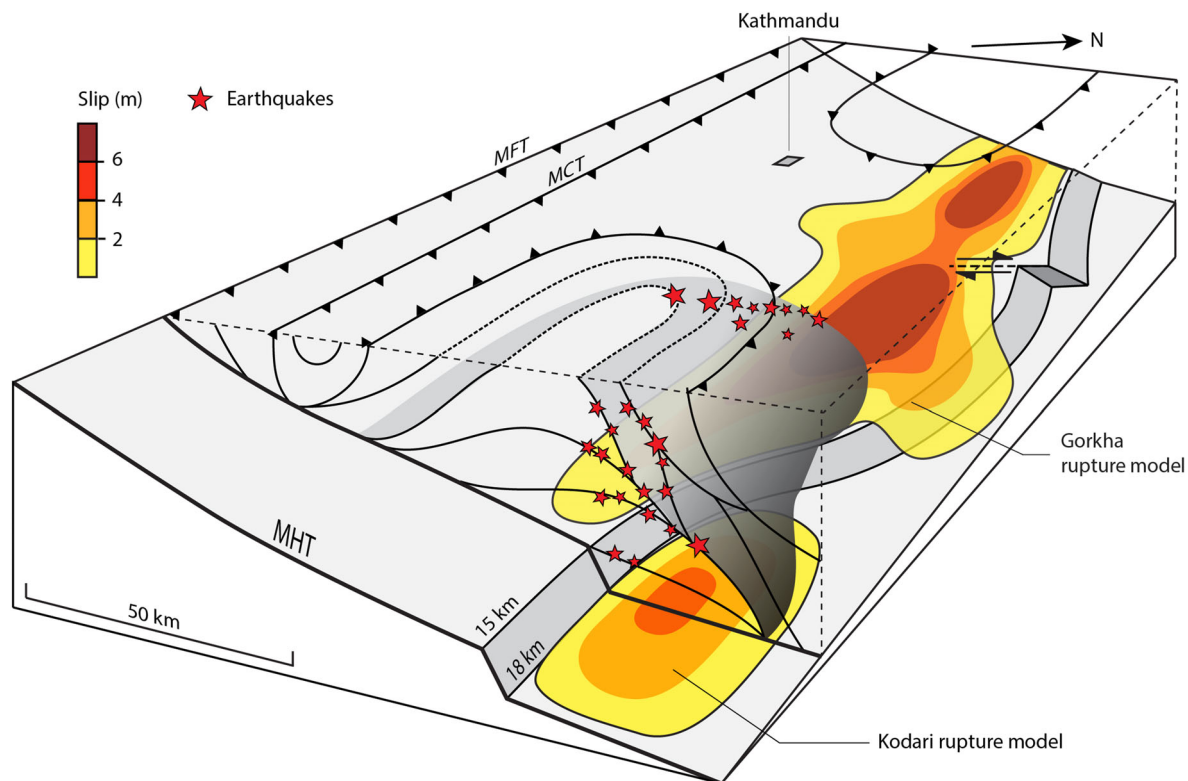 Kathmandu
N
Slip (m)
Earthquakes
6
4
2
MFT
MCT
Gorkha
rupture model
MHT
50 km
15 km
18 km
Kodari rupture model